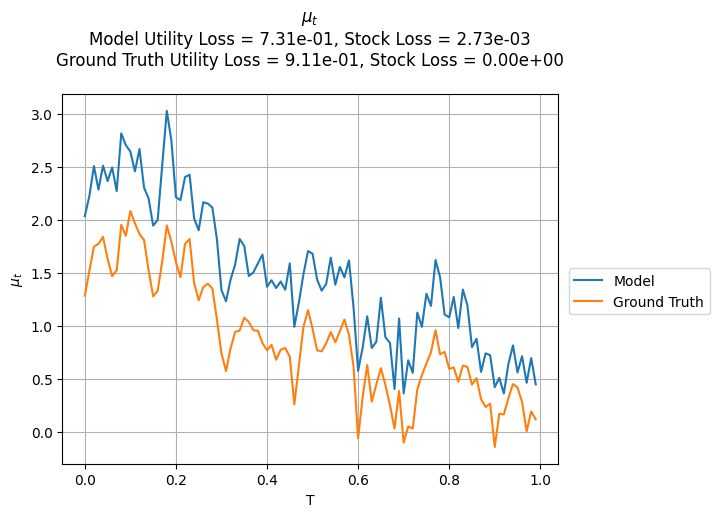 μₜ
Model Utility Loss = 7.31e-01, Stock Loss = 2.73e-03
Ground Truth Utility Loss = 9.11e-01, Stock Loss = 0.00e+00
3.0
2.5
2.0
1.5
1.0
0.5
0.0
μₜ
0.0 0.2 0.4 0.6 0.8 1.0
T
Model
Ground Truth